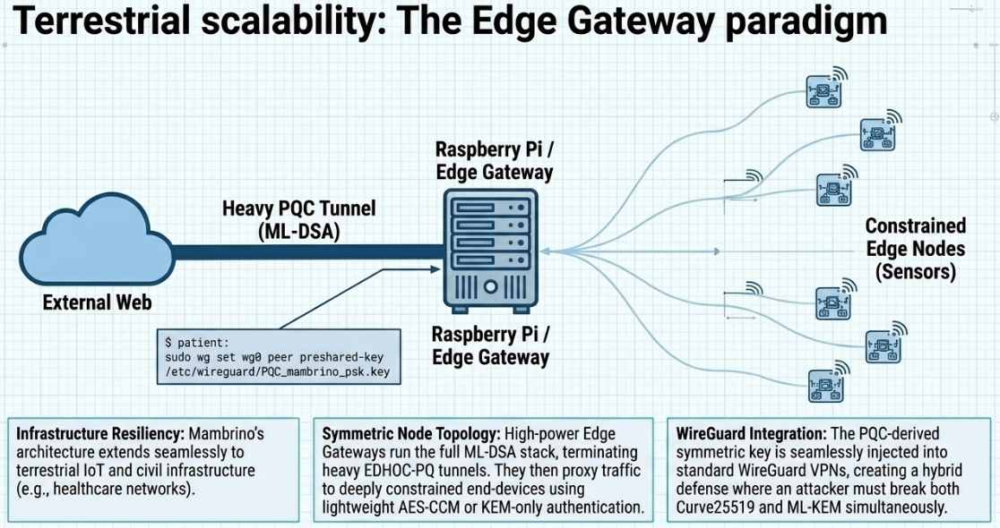 Terrestrial scalability: The Edge Gateway paradigm
Raspberry Pi /
Edge Gateway
Heavy PQC Tunnel
(ML-DSA)
External Web
Constrained
Edge Nodes
(Sensors)
Raspberry Pi /
Edge Gateway
$ patient:
sudo wg set wg0 peer preshared-key
/etc/wireguard/PQC_mambrino_psk.key
Infrastructure Resiliency: Mambrino's
architecture extends seamlessly to
terrestrial IoT and civil infrastructure
(e.g., healthcare networks).
Symmetric Node Topology: High-power Edge
Gateways run the full ML-DSA stack, terminating
heavy EDHOC-PQ tunnels. They then proxy traffic
to deeply constrained end-devices using
lightweight AES-CCM or KEM-only authentication.
WireGuard Integration: The PQC-derived
symmetric key is seamlessly injected into
standard WireGuard VPNs, creating a hybrid
defense where an attacker must break both
Curve25519 and ML-KEM simultaneously.